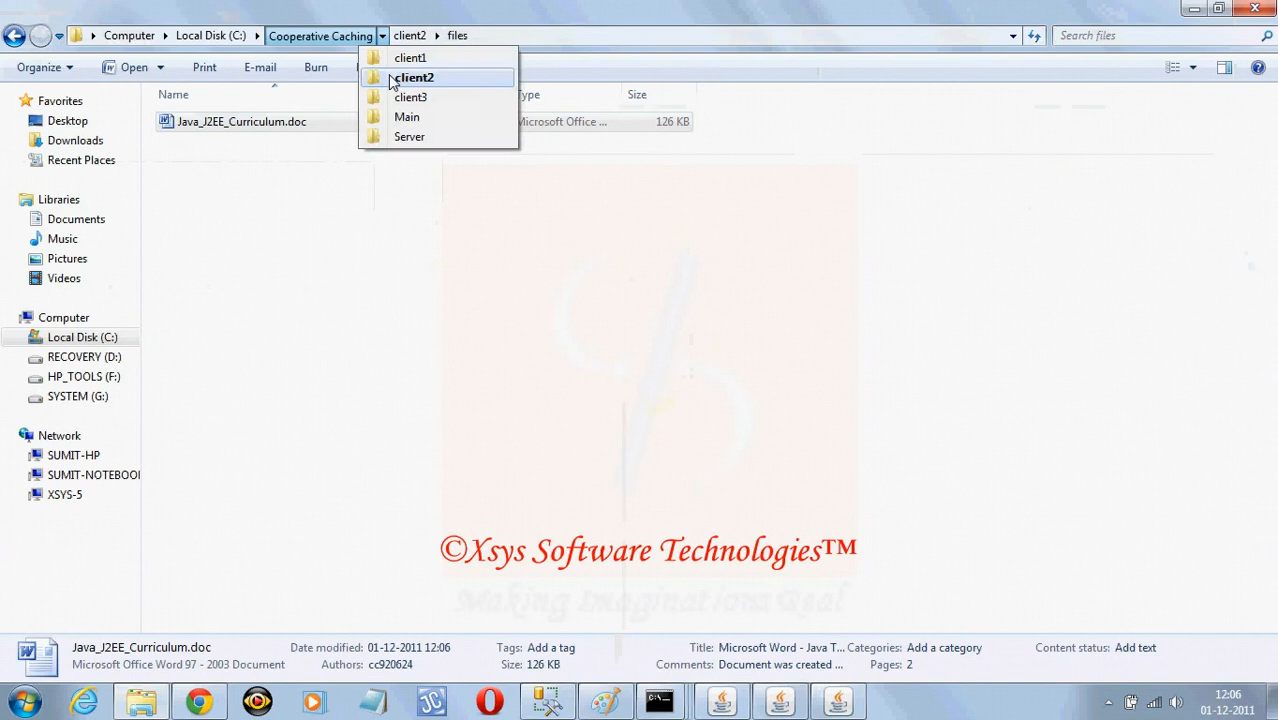 Computer Local Disk (C:) Cooperative Caching client2 files Search files
Organize Open Print E-mail Burn
client1
client2
client3
Main
Server
Name Type Size
Java_J2EE_Curriculum.doc Microsoft Office ... 126 KB
Favorites
Desktop
Downloads
Recent Places
Libraries
Documents
Music
Pictures
Videos
Computer
Local Disk (C:)
RECOVERY (D:)
HP_TOOLS (F:)
SYSTEM (G:)
Network
SUMIT-HP
SUMIT-NOTEBOO
XSYS-5
©Xsys Software Technologies™
Making Imaginations Real
Java_J2EE_Curriculum.doc Date modified: 01-12-2011 12:06 Tags: Add a tag Title: Microsoft Word - Java T... Categories: Add a category Content status: Add text
Microsoft Office Word 97 - 2003 Document Authors: cc920624 Size: 126 KB Comments: Document was created ... Pages: 2
12:06
01-12-2011